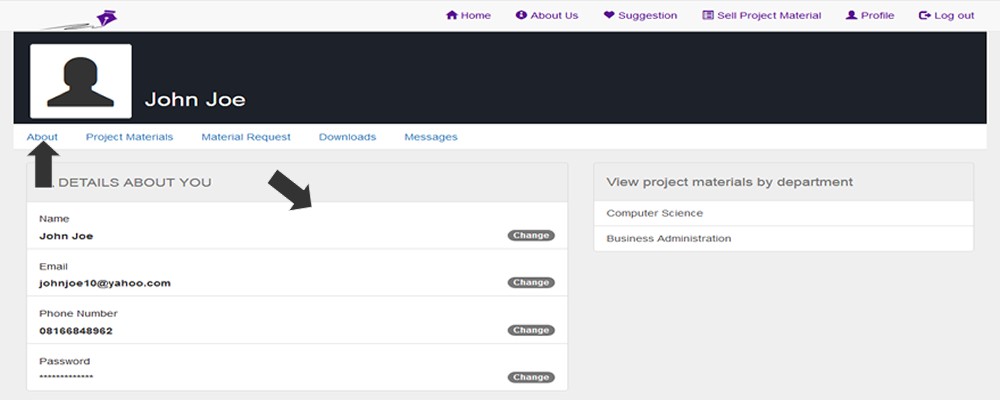 Home About Us Suggestion Sell Project Material Profile Log out
John Joe
About Project Materials Material Request Downloads Messages
DETAILS ABOUT YOU
Name
John Joe
Change
Email
johnjoe10@yahoo.com
Change
Phone Number
08166848962
Change
Password
*************
Change
View project materials by department
Computer Science
Business Administration